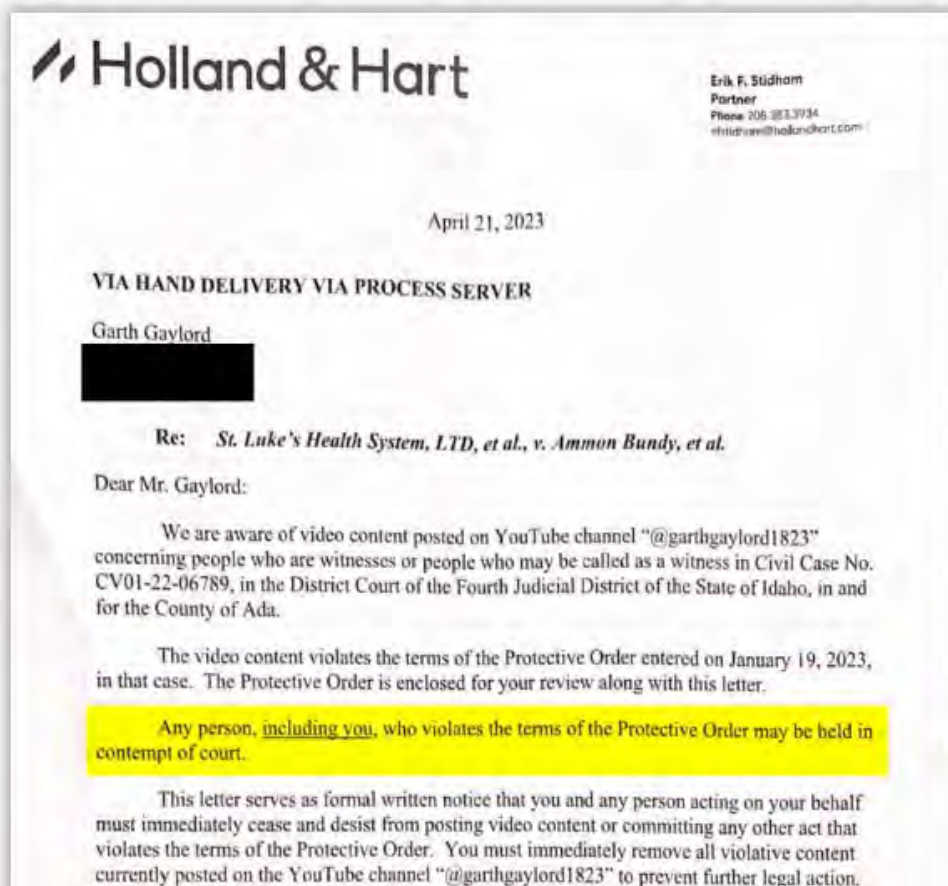 Holland & Hart
Erik F. Stidham
Partner
Phone
April 21, 2023
VIA HAND DELIVERY VIA PROCESS SERVER
Garth Gaylord
Re: St. Luke's Health System, LTD, et al., v. Ammon Bundy, et al.
Dear Mr. Gaylord:
We are aware of video content posted on YouTube channel "@garthgaylord1823"
concerning people who are witnesses or people who may be called as a witness in Civil Case No.
CV01-22-06789, in the District Court of the Fourth Judicial District of the State of Idaho, in and
for the County of Ada.
The video content violates the terms of the Protective Order entered on January 19, 2023,
in that case. The Protective Order is enclosed for your review along with this letter.
Any person, including you, who violates the terms of the Protective Order may be held in
contempt of court.
This letter serves as formal written notice that you and any person acting on your behalf
must immediately cease and desist from posting video content or committing any other act that
violates the terms of the Protective Order. You must immediately remove all violative content
currently posted on the YouTube channel "@garthgaylord1823" to prevent further legal action.